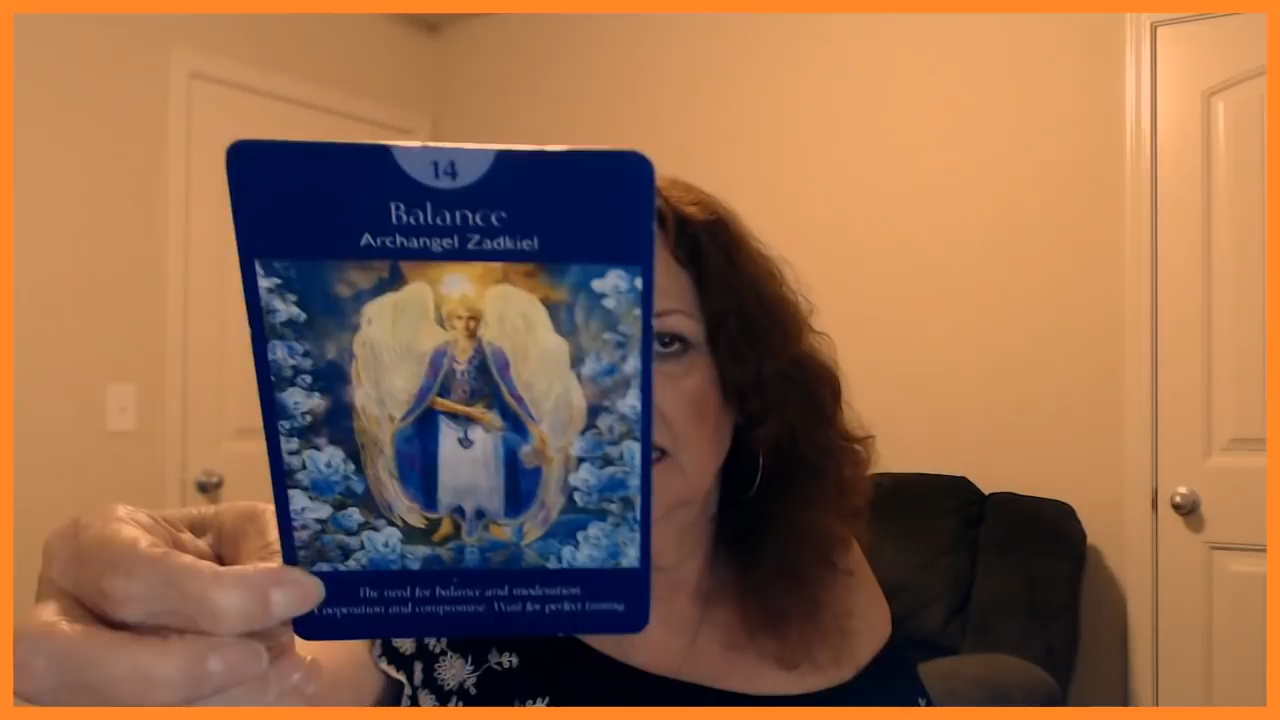 14
Balance
Archangel Zadkiel
The need for balance and moderation.
Cooperation and compromise. Wait for perfect timing.